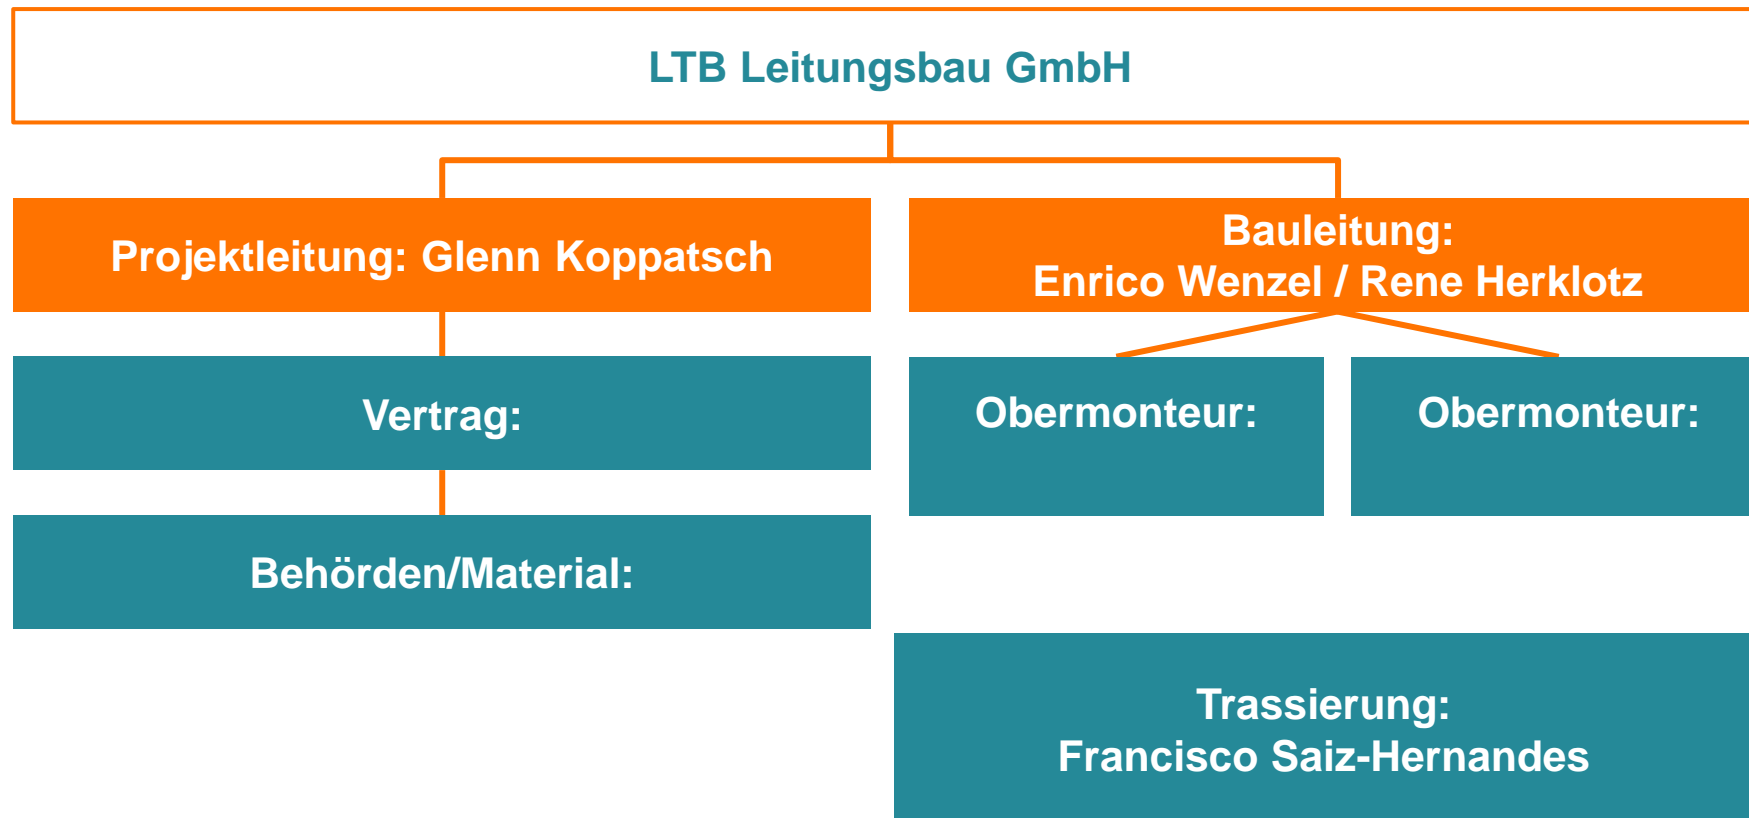 LTB Leitungsbau GmbH
Projektleitung: Glenn Koppatsch
Bauleitung:
Enrico Wenzel / Rene Herklotz
Vertrag:
Obermonteur:
Obermonteur:
Behörden/Material:
Trassierung:
Francisco Saiz-Hernandes